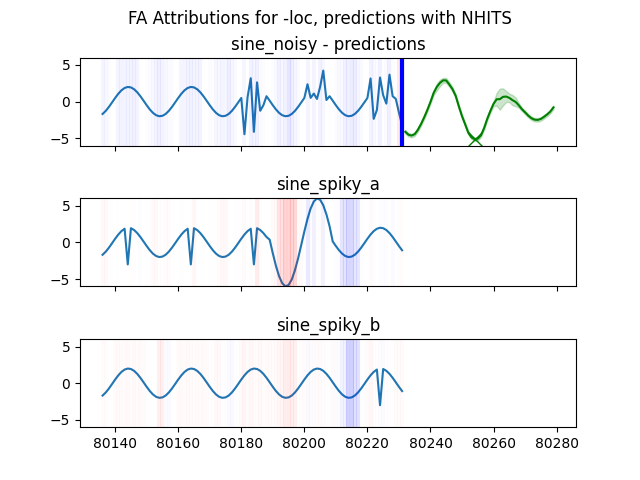 FA Attributions for -loc, predictions with NHITS
sine_noisy - predictions
5
0
−5
sine_spiky_a
5
0
−5
sine_spiky_b
5
0
−5
80140 80160 80180 80200 80220 80240 80260 80280